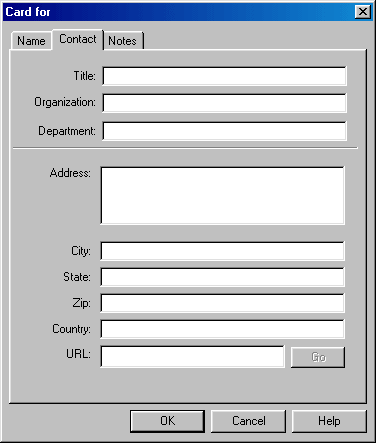 Card for
Name Contact Notes
Title:
Organization:
Department:
Address:
City:
State:
Zip:
Country:
URL: Go
OK Cancel Help